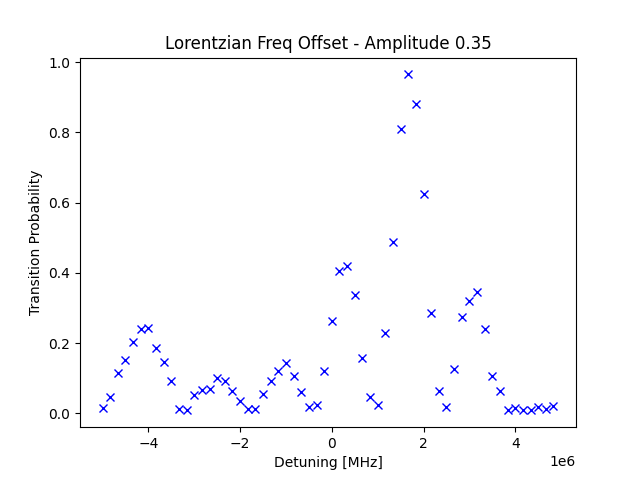 Lorentzian Freq Offset - Amplitude 0.35
1.0
0.8
0.6
0.4
0.2
0.0
Transition Probability
−4 −2 0 2 4
1e6
Detuning [MHz]